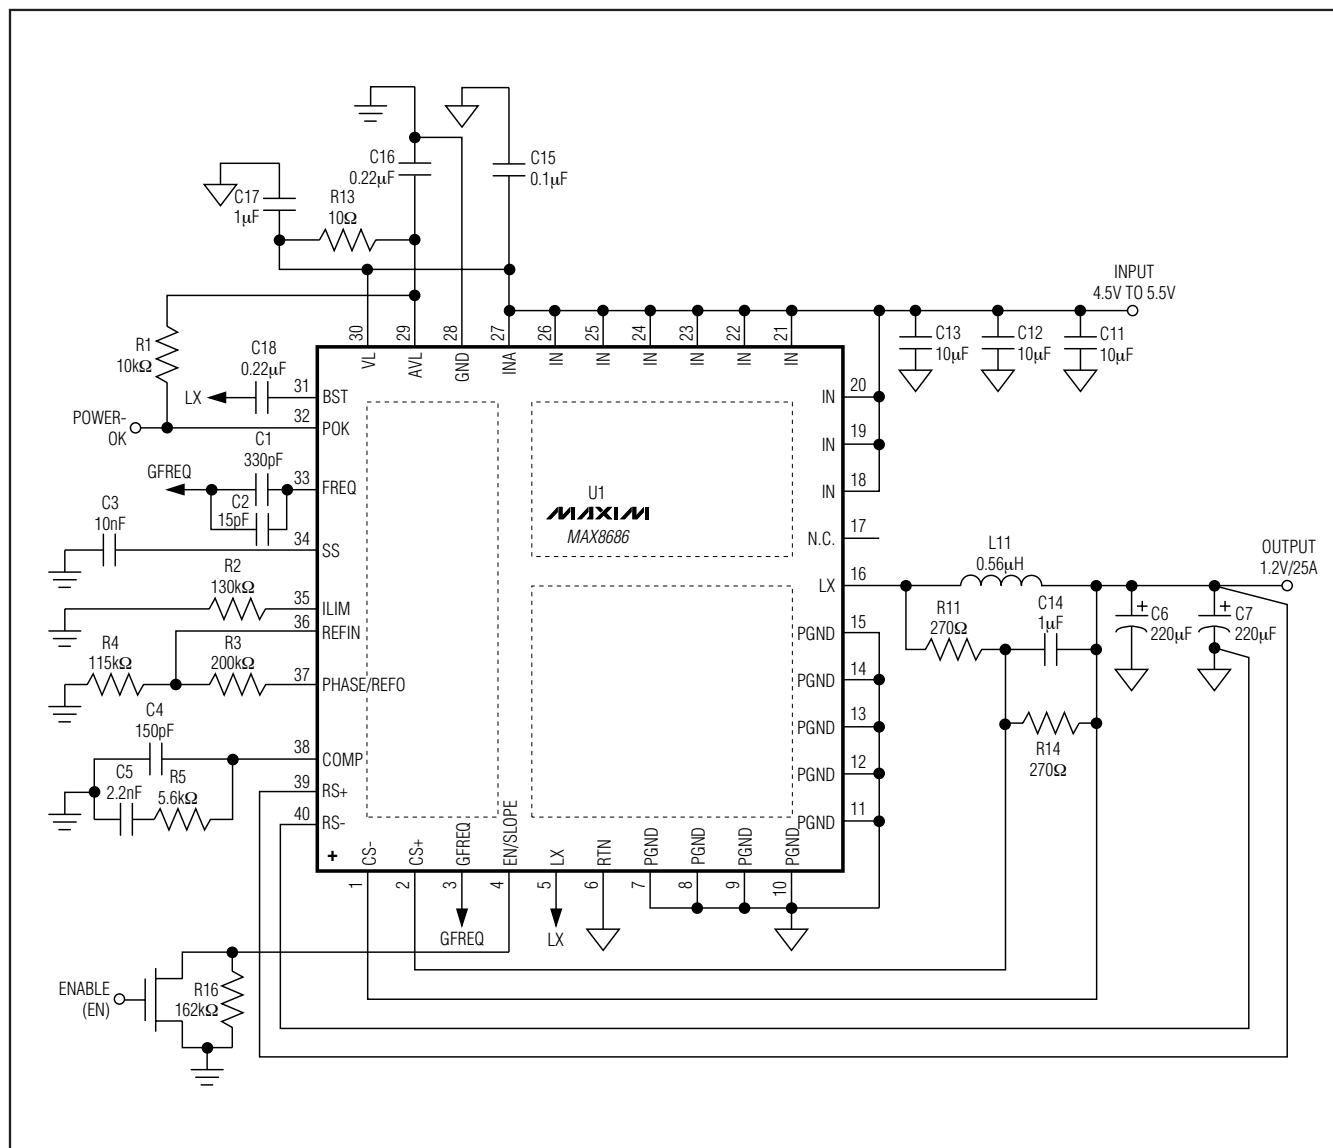 C16
0.22µF
C15
0.1µF
C17
1µF
R13
10Ω
INPUT
4.5V TO 5.5V
C13
10µF
C12
10µF
C11
10µF
R1
10kΩ
C18
0.22µF
LX
POWER-
OK
30
29
28
27
26
25
24
23
22
21
VL
AVL
GND
INA
IN
IN
IN
IN
IN
IN
31
BST
32
POK
C1
330pF
GFREQ
33
FREQ
C2
15pF
C3
10nF
34
SS
R2
130kΩ
35
ILIM
36
REFIN
R4
115kΩ
R3
200kΩ
37
PHASE/REFO
C4
150pF
38
COMP
C5
2.2nF
R5
5.6kΩ
39
RS+
40
RS-
U1
MAXIM
MAX8686
IN
20
IN
19
IN
18
N.C.
17
LX
16
PGND
15
PGND
14
PGND
13
PGND
12
PGND
11
L11
0.56µH
OUTPUT
1.2V/25A
R11
270Ω
C14
1µF
C6
220µF
C7
220µF
+
+
R14
270Ω
+
CS-
CS+
GFREQ
EN/SLOPE
LX
RTN
PGND
PGND
PGND
PGND
1
2
3
4
5
6
7
8
9
10
GFREQ
LX
ENABLE
(EN)
R16
162kΩ